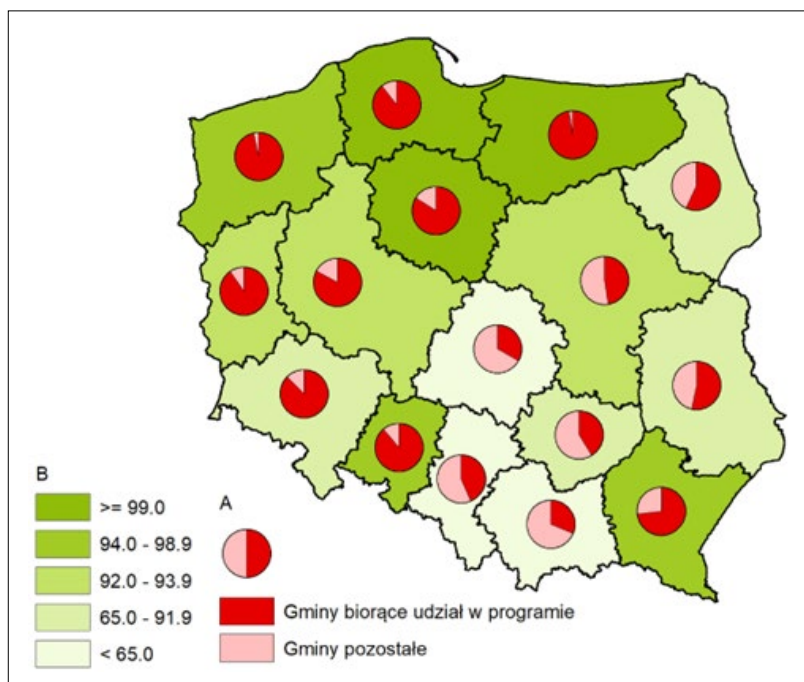 B
>= 99.0
94.0 - 98.9
92.0 - 93.9
65.0 - 91.9
< 65.0
A
Gminy biorące udział w programie
Gminy pozostałe